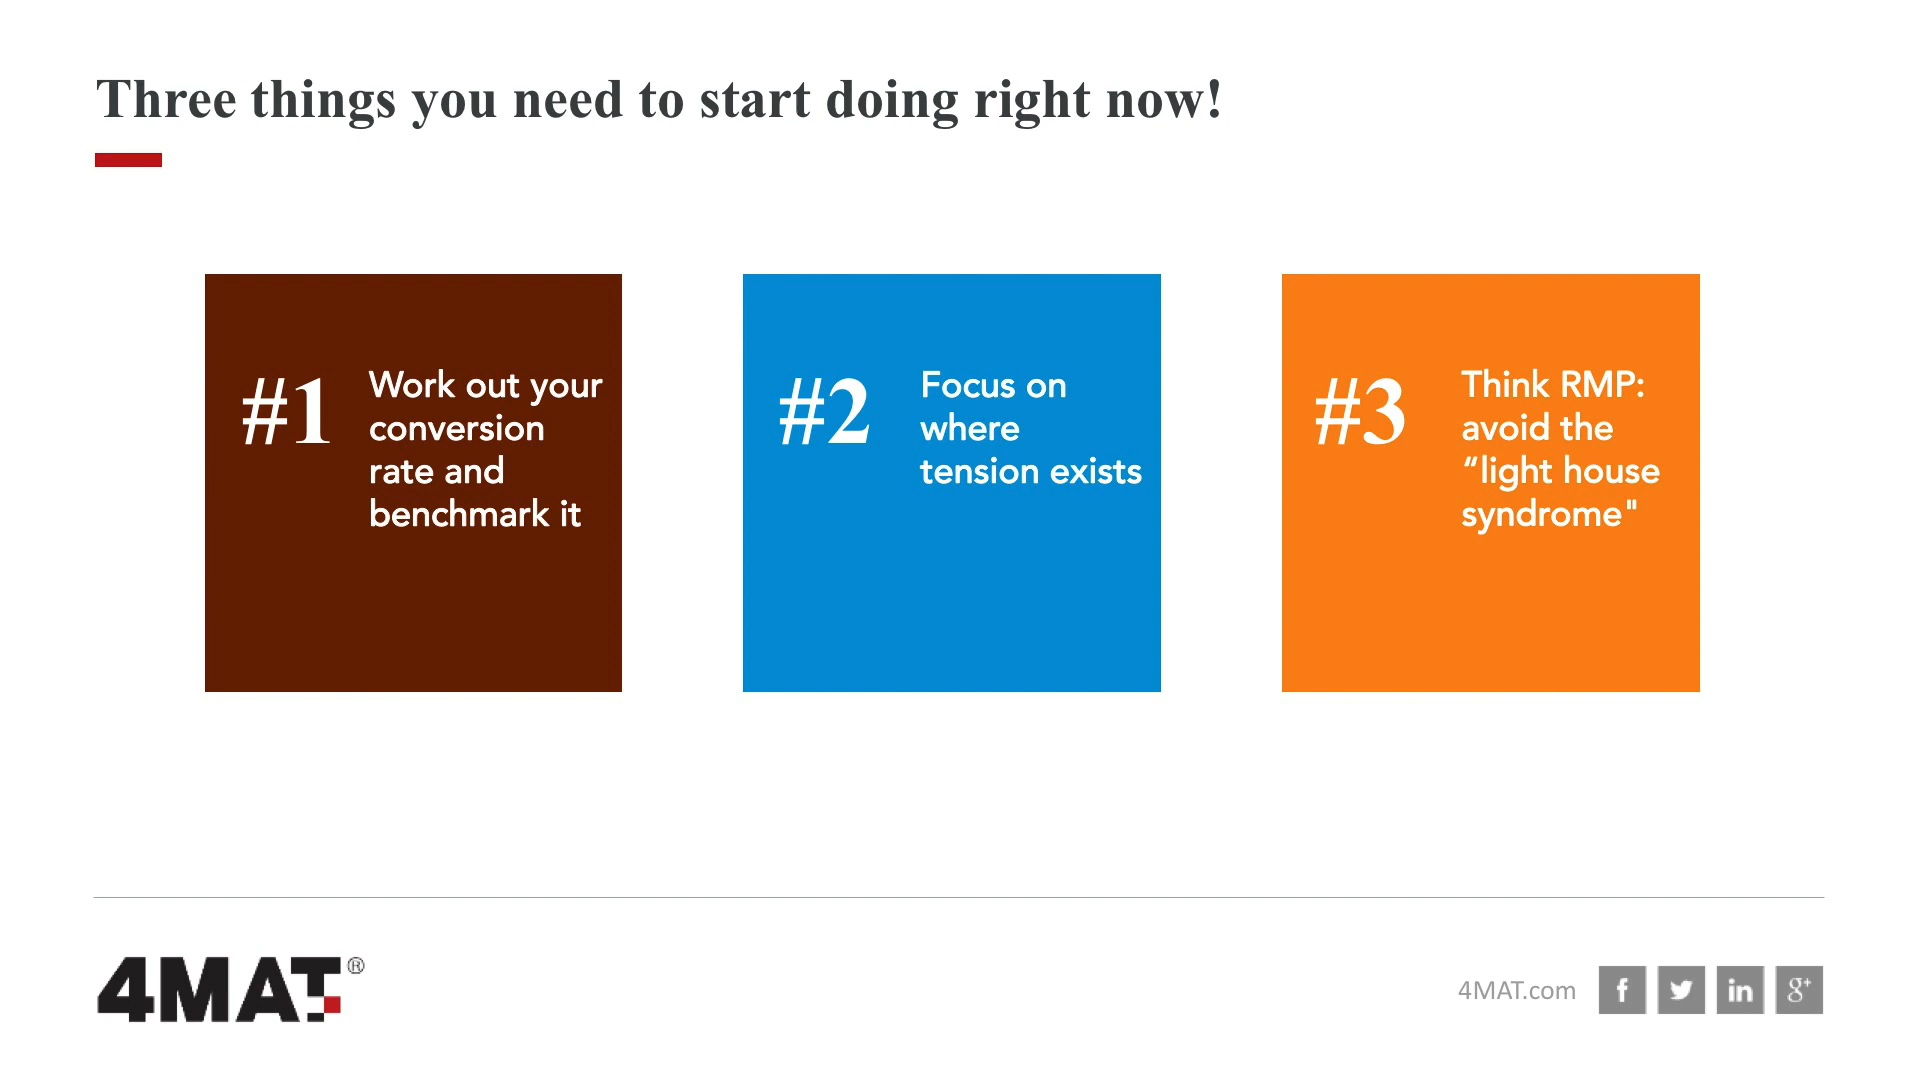 Three things you need to start doing right now!
#1
Work out your
conversion
rate and
benchmark it
#2
Focus on
where
tension exists
#3
Think RMP:
avoid the
“light house
syndrome"
4MAT®
4MAT.com
f
in
g+